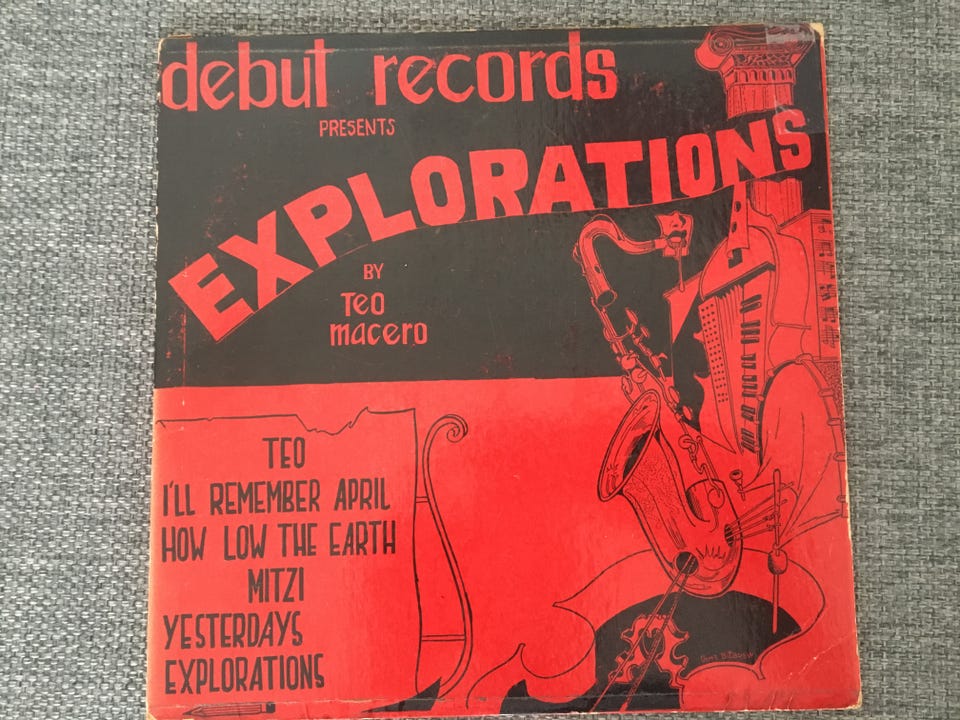 debut records
PRESENTS
EXPLORATIONS
BY
TEO
macero
TEO
I'LL REMEMBER APRIL
HOW LOW THE EARTH
MITZI
YESTERDAYS
EXPLORATIONS